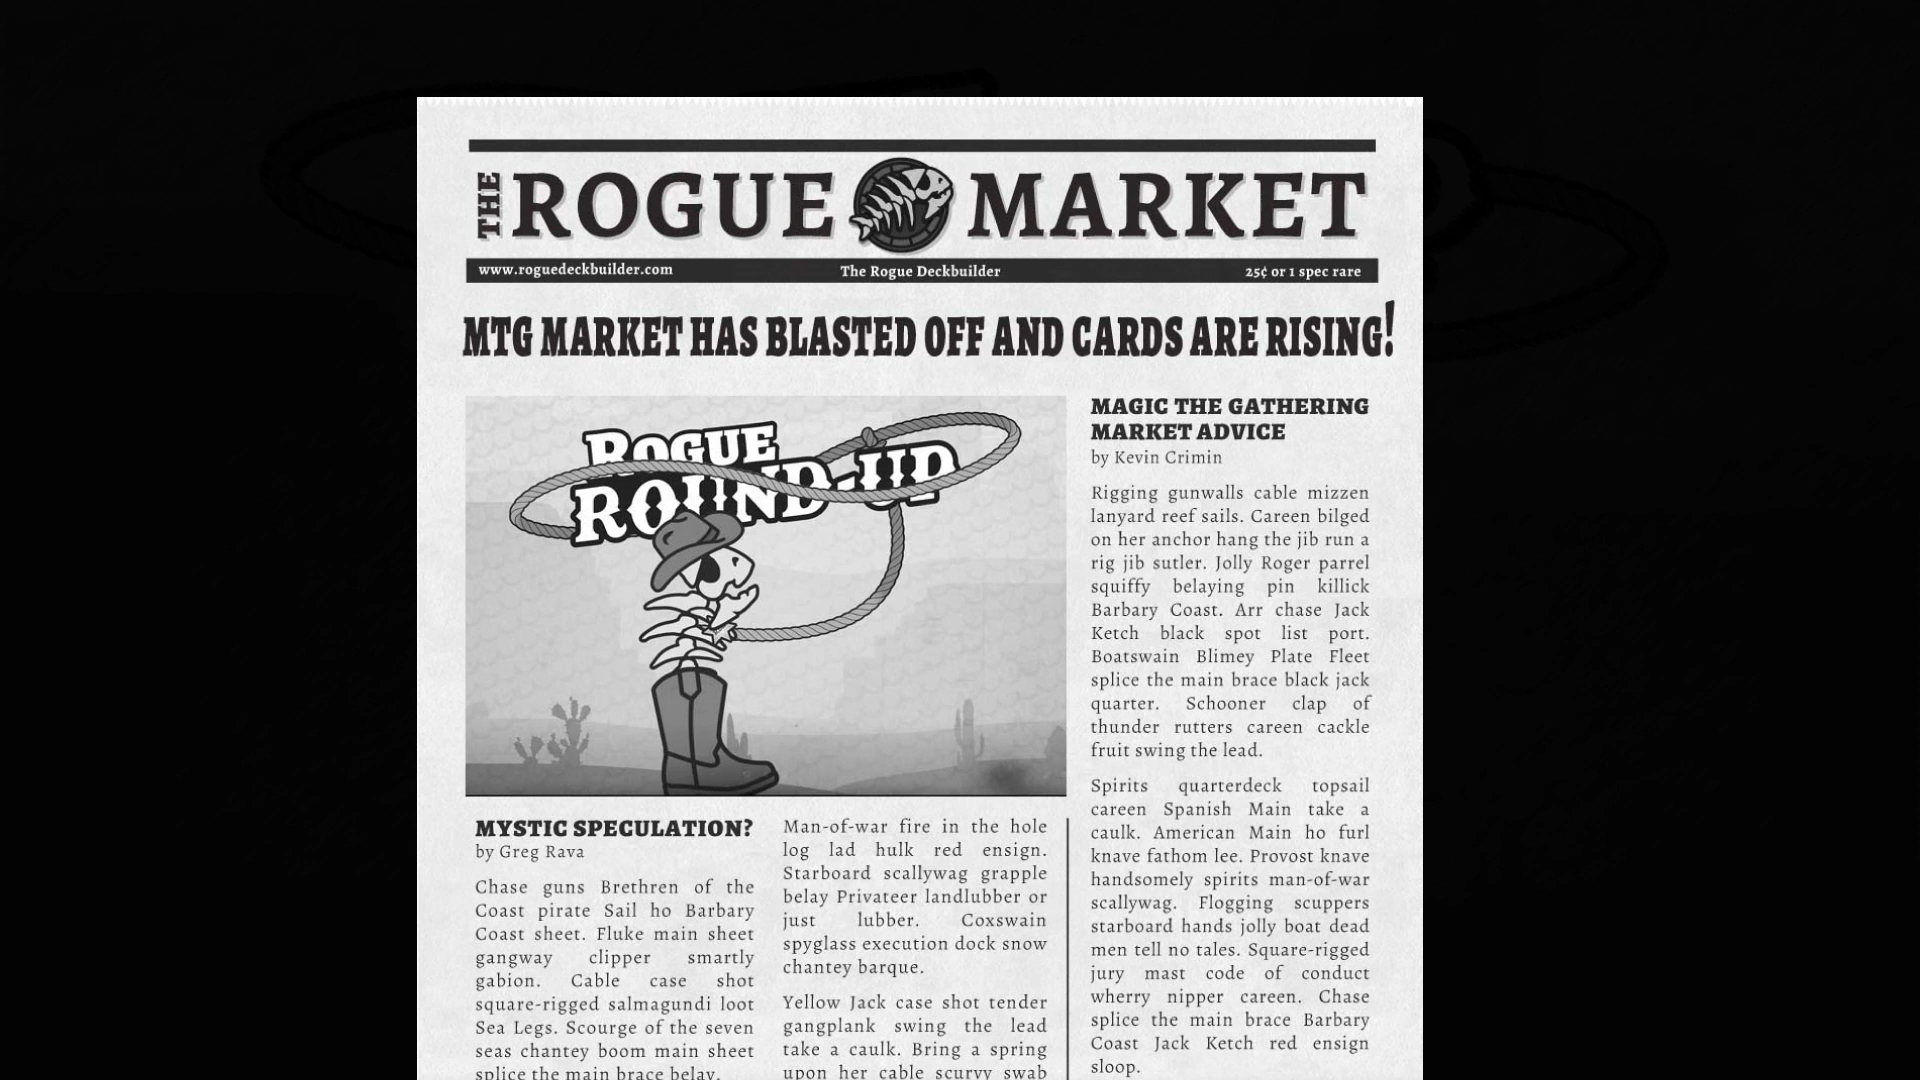 THE ROGUE MARKET
www.roguedeckbuilder.com
The Rogue Deckbuilder
25¢ or 1 spec rare
MTG MARKET HAS BLASTED OFF AND CARDS ARE RISING!
ROGUE
ROUND-UP
MYSTIC SPECULATION?
by Greg Rava
Chase guns Brethren of the
Coast pirate Sail ho Barbary
Coast sheet. Fluke main sheet
gangway clipper smartly
gabion. Cable case shot
square-rigged salmagundi loot
Sea Legs. Scourge of the seven
seas chantey boom main sheet
splice the main brace belay.
Man-of-war fire in the hole
log lad hulk red ensign.
Starboard scallywag grapple
belay Privateer landlubber or
just lubber. Coxswain
spyglass execution dock snow
chantey barque.
Yellow Jack case shot tender
gangplank swing the lead
take a caulk. Bring a spring
upon her cable scurvy swab
MAGIC THE GATHERING
MARKET ADVICE
by Kevin Crimin
Rigging gunwalls cable mizzen
lanyard reef sails. Careen bilged
on her anchor hang the jib run a
rig jib sutler. Jolly Roger parrel
squiffy belaying pin killick
Barbary Coast. Arr chase Jack
Ketch black spot list port.
Boatswain Blimey Plate Fleet
splice the main brace black jack
quarter. Schooner clap of
thunder rutters careen cackle
fruit swing the lead.
Spirits quarterdeck topsail
careen Spanish Main take a
caulk. American Main ho furl
knave fathom lee. Provost knave
handsomely spirits man-of-war
scallywag. Flogging scuppers
starboard hands jolly boat dead
men tell no tales. Square-rigged
jury mast code of conduct
wherry nipper careen. Chase
splice the main brace Barbary
Coast Jack Ketch red ensign
sloop.